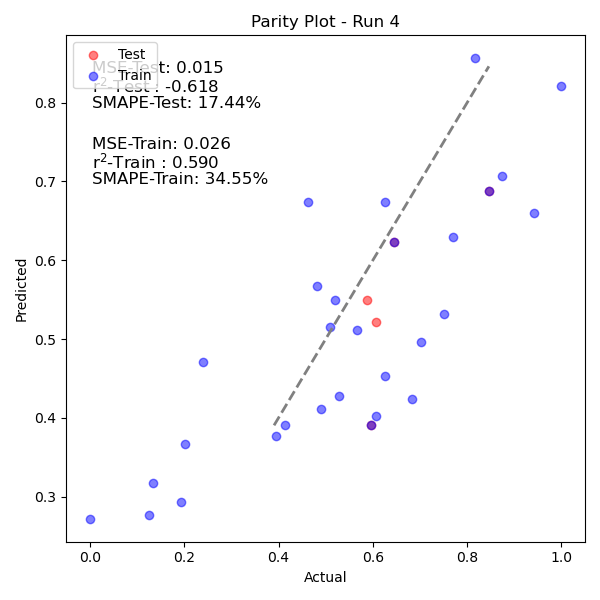 Parity Plot - Run 4
Test
Train
MSE-Test: 0.015
r²-Test : -0.618
SMAPE-Test: 17.44%
MSE-Train: 0.026
r²-Train : 0.590
SMAPE-Train: 34.55%
Predicted
0.8
0.7
0.6
0.5
0.4
0.3
0.0 0.2 0.4 0.6 0.8 1.0
Actual